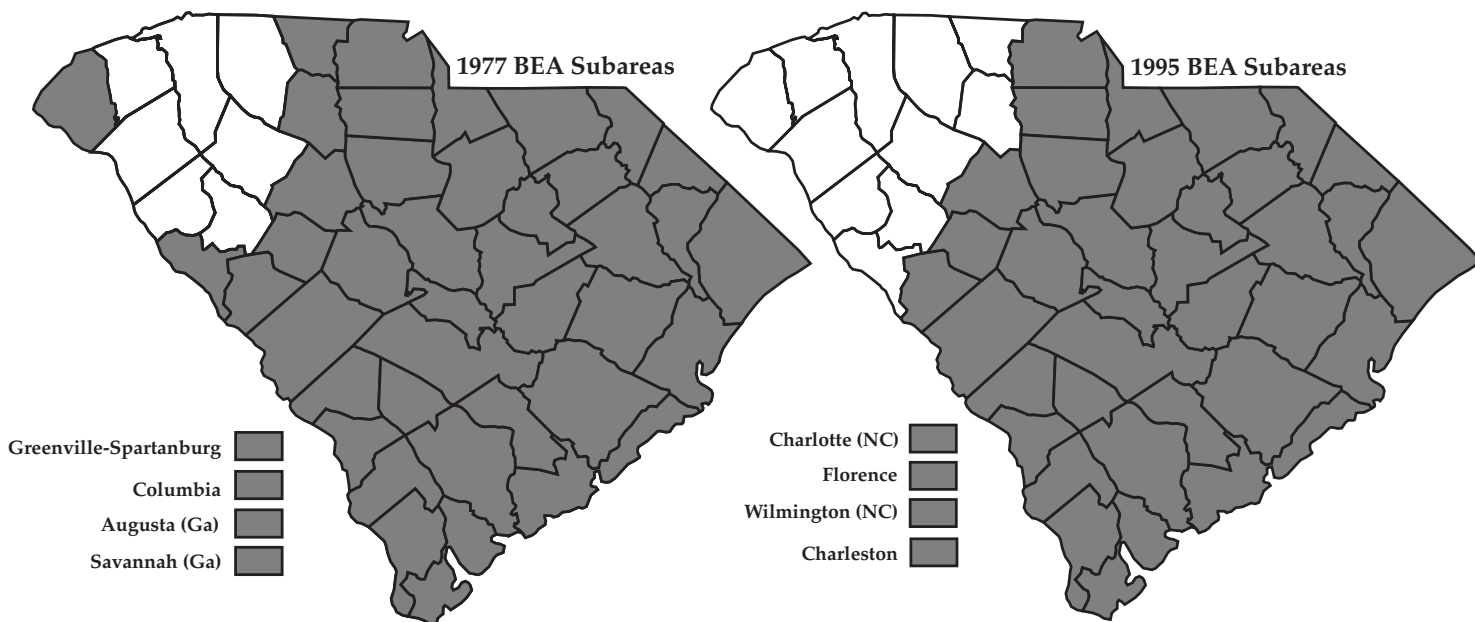 1977 BEA Subareas
1995 BEA Subareas
Greenville-Spartanburg
Columbia
Augusta (Ga)
Savannah (Ga)
Charlotte (NC)
Florence
Wilmington (NC)
Charleston